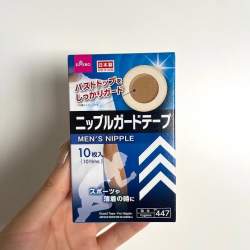 DAISO
日本製
バストトップを
しっかりガード
ニップルガードテープ
MEN'S NIPPLE
10枚入
スポーツや
薄着の時に
447